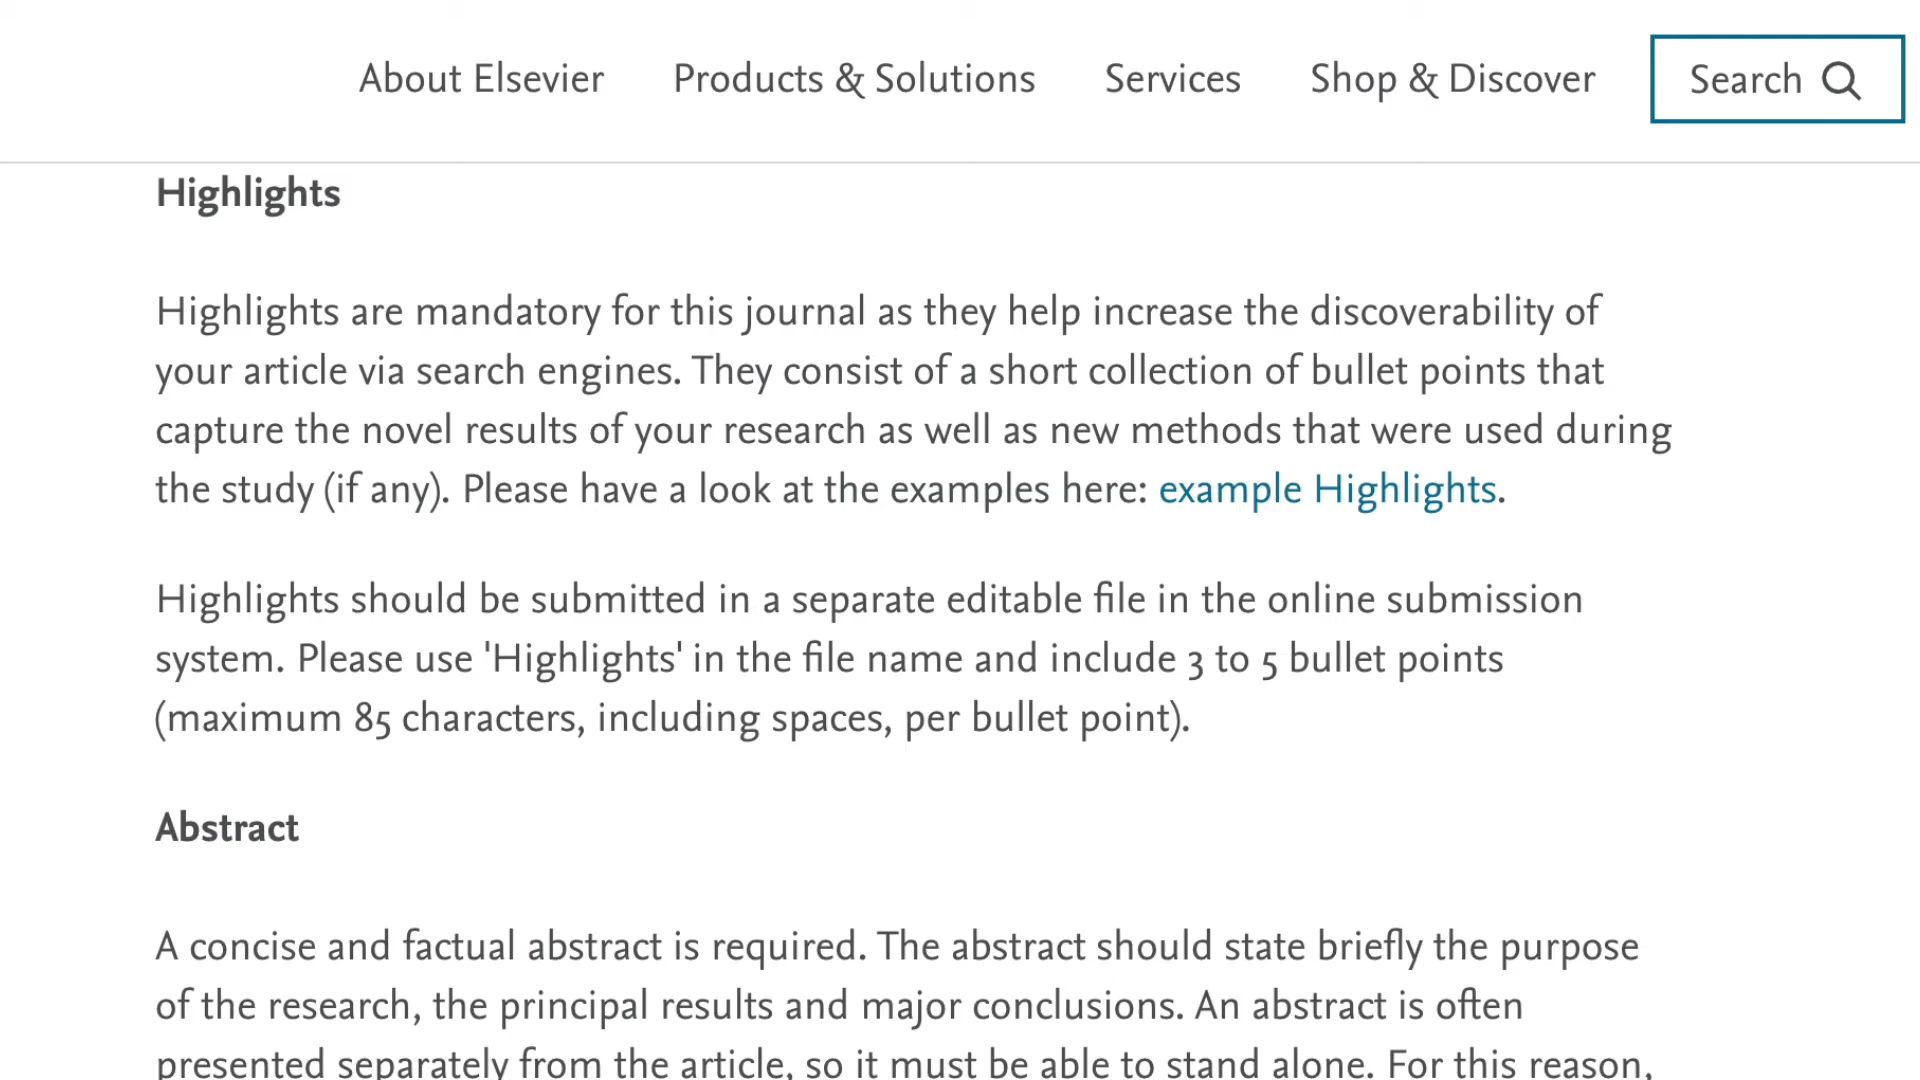 About Elsevier Products & Solutions Services Shop & Discover Search
Highlights
Highlights are mandatory for this journal as they help increase the discoverability of
your article via search engines. They consist of a short collection of bullet points that
capture the novel results of your research as well as new methods that were used during
the study (if any). Please have a look at the examples here: example Highlights.
Highlights should be submitted in a separate editable file in the online submission
system. Please use 'Highlights' in the file name and include 3 to 5 bullet points
(maximum 85 characters, including spaces, per bullet point).
Abstract
A concise and factual abstract is required. The abstract should state briefly the purpose
of the research, the principal results and major conclusions. An abstract is often
presented separately from the article, so it must be able to stand alone. For this reason,